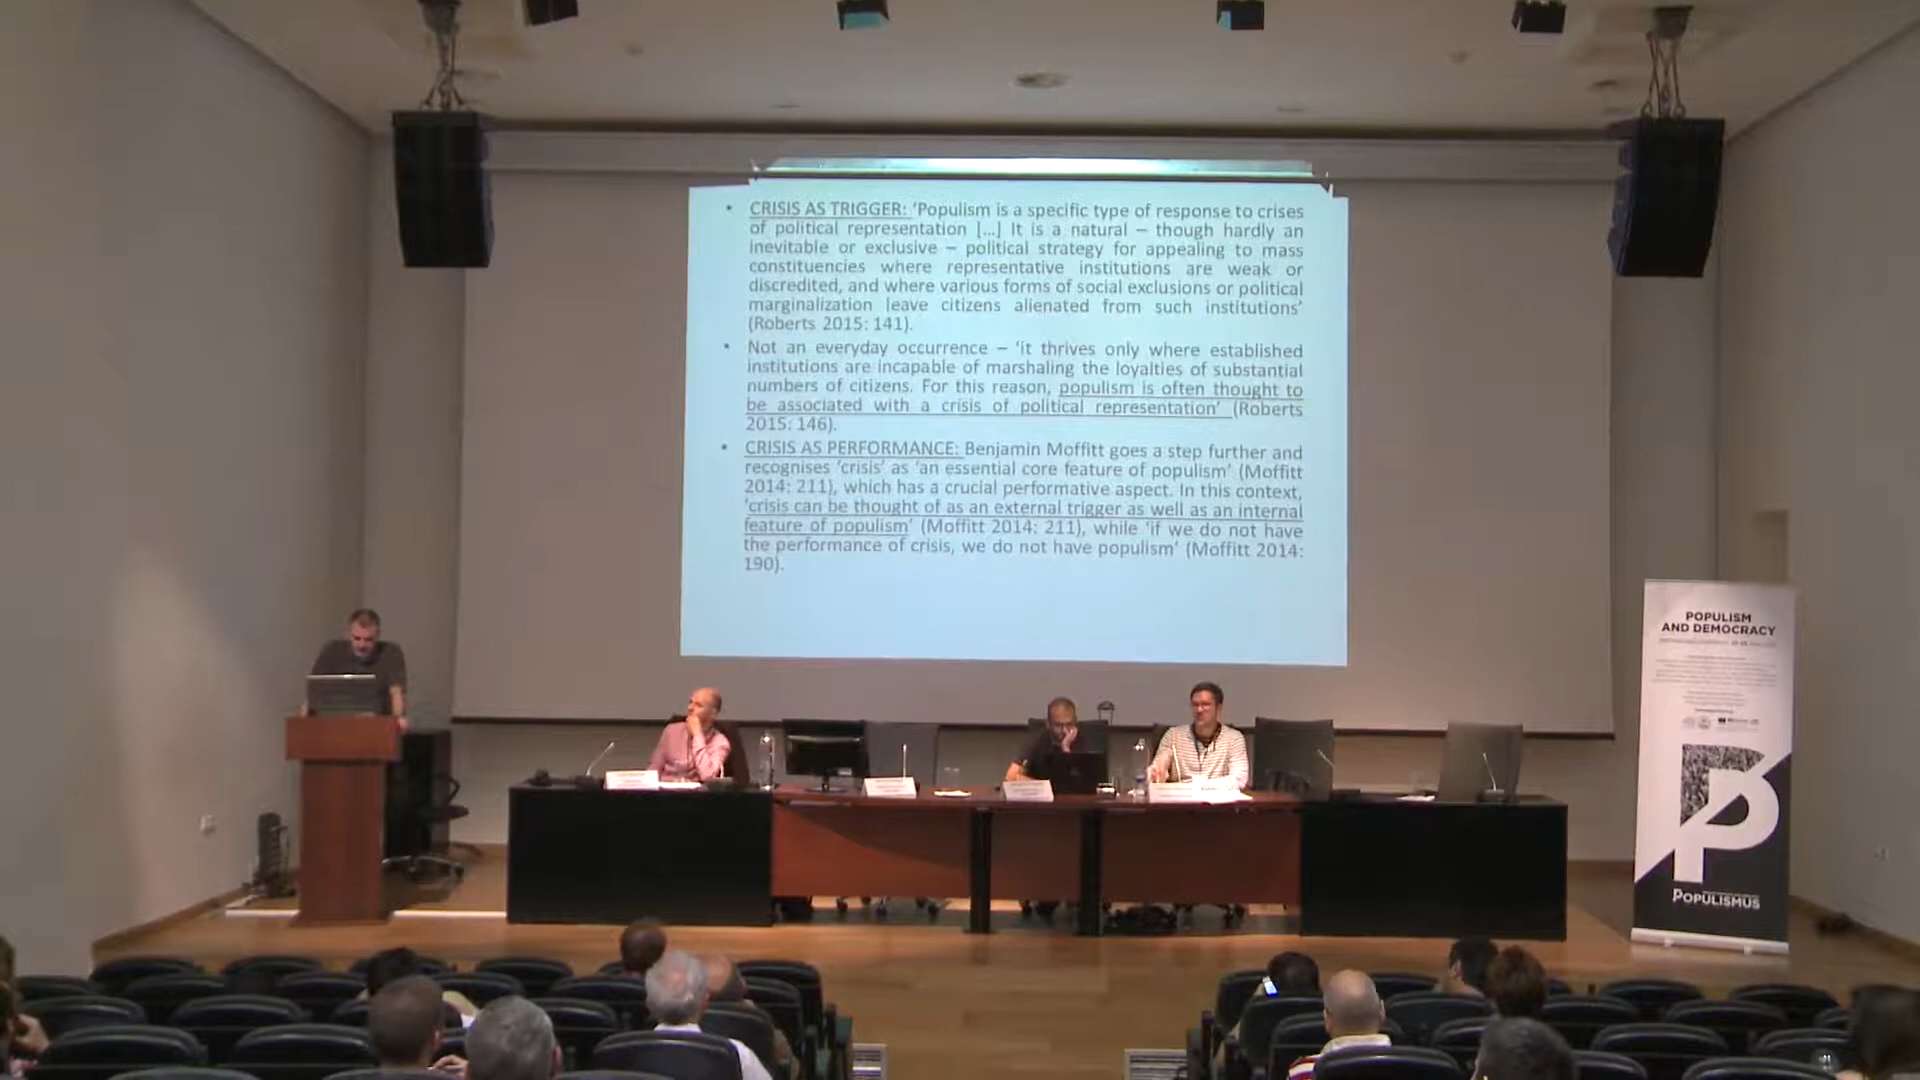 • CRISIS AS TRIGGER: ‘Populism is a specific type of response to crises
of political representation [...] It is a natural – though hardly an
inevitable or exclusive – political strategy for appealing to mass
constituencies where representative institutions are weak or
discredited, and where various forms of social exclusions or political
marginalization leave citizens alienated from such institutions’
(Roberts 2015: 141).
• Not an everyday occurrence – ‘it thrives only where established
institutions are incapable of marshaling the loyalties of substantial
numbers of citizens. For this reason, populism is often thought to
be associated with a crisis of political representation’ (Roberts
2015: 146).
• CRISIS AS PERFORMANCE: Benjamin Moffitt goes a step further and
recognises ‘crisis’ as ‘an essential core feature of populism’ (Moffitt
2014: 211), which has a crucial performative aspect. In this context,
‘crisis can be thought of as an external trigger as well as an internal
feature of populism’ (Moffitt 2014: 211), while ‘if we do not have
the performance of crisis, we do not have populism’ (Moffitt 2014:
190).
POPULISM
AND DEMOCRACY
P
POPULISMUS